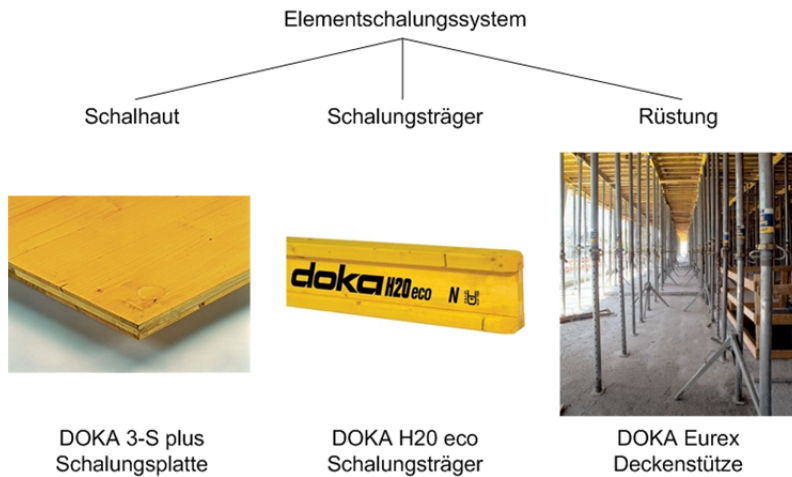 Elementschalungssystem
Schalhaut
Schalungsträger
Rüstung
doka H20 eco N
DOKA 3-S plus
Schalungsplatte
DOKA H20 eco
Schalungsträger
DOKA Eurex
Deckenstütze